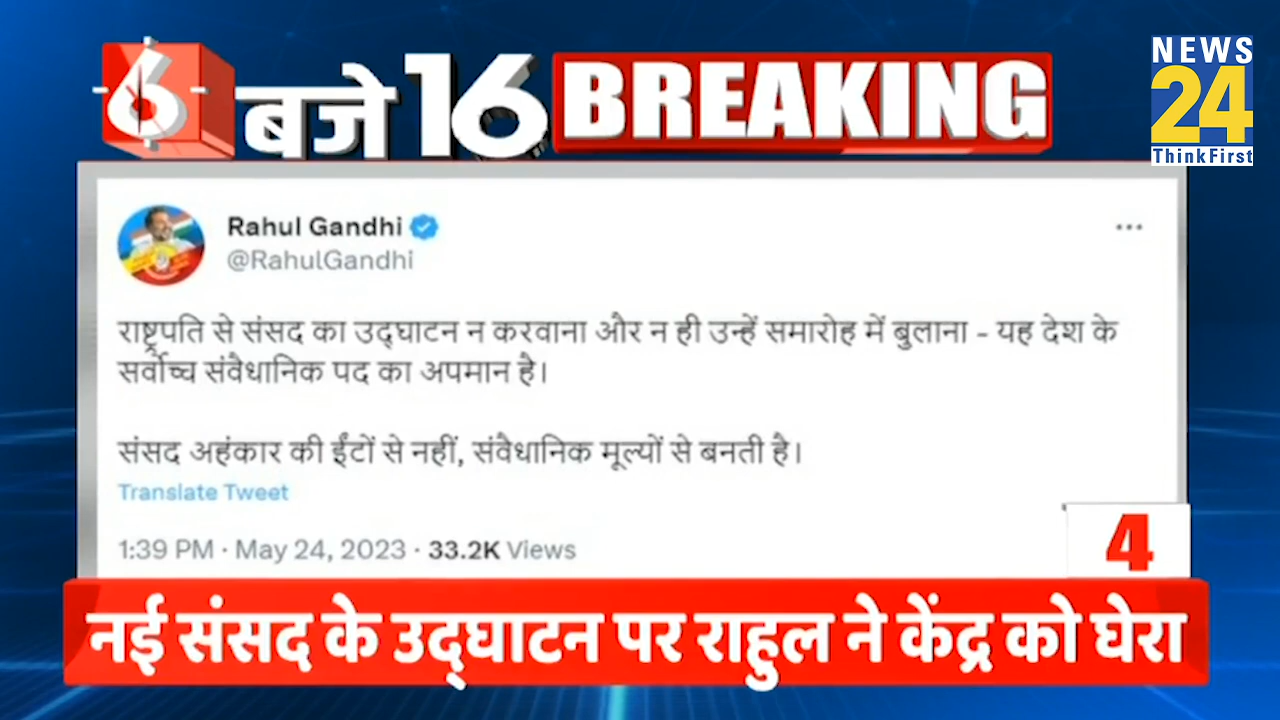 6 बजे 16 BREAKING
NEWS
24
ThinkFirst
Rahul Gandhi
@RahulGandhi
राष्ट्रपति से संसद का उद्घाटन न करवाना और न ही उन्हें समारोह में बुलाना - यह देश के
सर्वोच्च संवैधानिक पद का अपमान है।
संसद अहंकार की ईंटों से नहीं, संवैधानिक मूल्यों से बनती है।
Translate Tweet
1:39 PM · May 24, 2023 · 33.2K Views
4
नई संसद के उद्घाटन पर राहुल ने केंद्र को घेरा